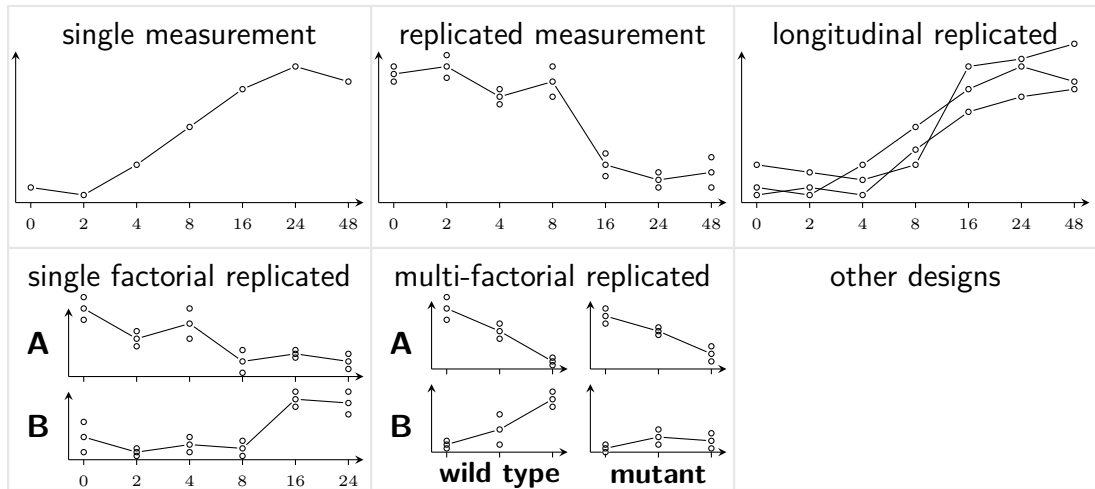 single measurement
0 2 4 8 16 24 48
replicated measurement
0 2 4 8 16 24 48
longitudinal replicated
0 2 4 8 16 24 48
single factorial replicated
A
B
0 2 4 8 16 24
multi-factorial replicated
A
B
wild type mutant
other designs